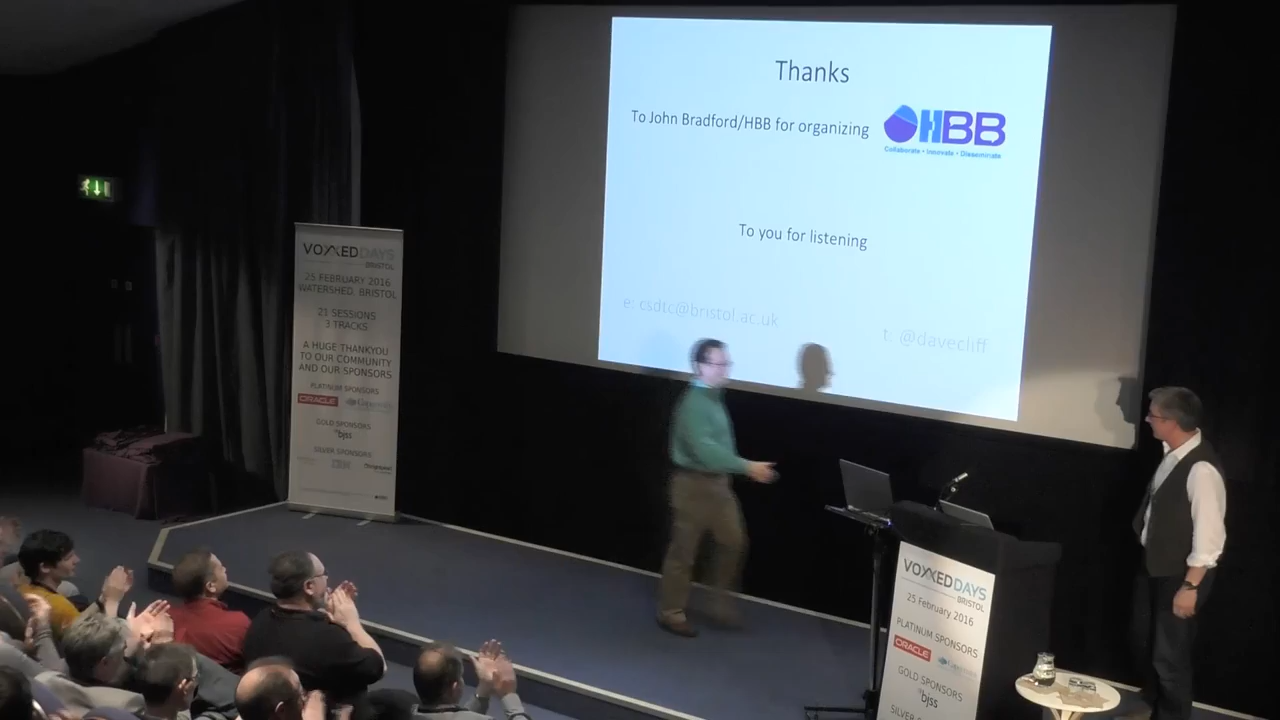 Thanks
To John Bradford/HBB for organizing
HBB
Collaborate • Innovate • Disseminate
To you for listening
e: csdtc@bristol.ac.uk
t: @davecliff
VOXXED DAYS
BRISTOL
25 FEBRUARY 2016
WATERSHED, BRISTOL
21 SESSIONS
3 TRACKS
A HUGE THANKYOU
TO OUR COMMUNITY
AND OUR SPONSORS
PLATINUM SPONSORS
ORACLE
GOLD SPONSORS
bjss
SILVER SPONSORS
VOXXED DAYS
BRISTOL
25 February 2016
PLATINUM SPONSORS
ORACLE
GOLD SPONSORS
bjss